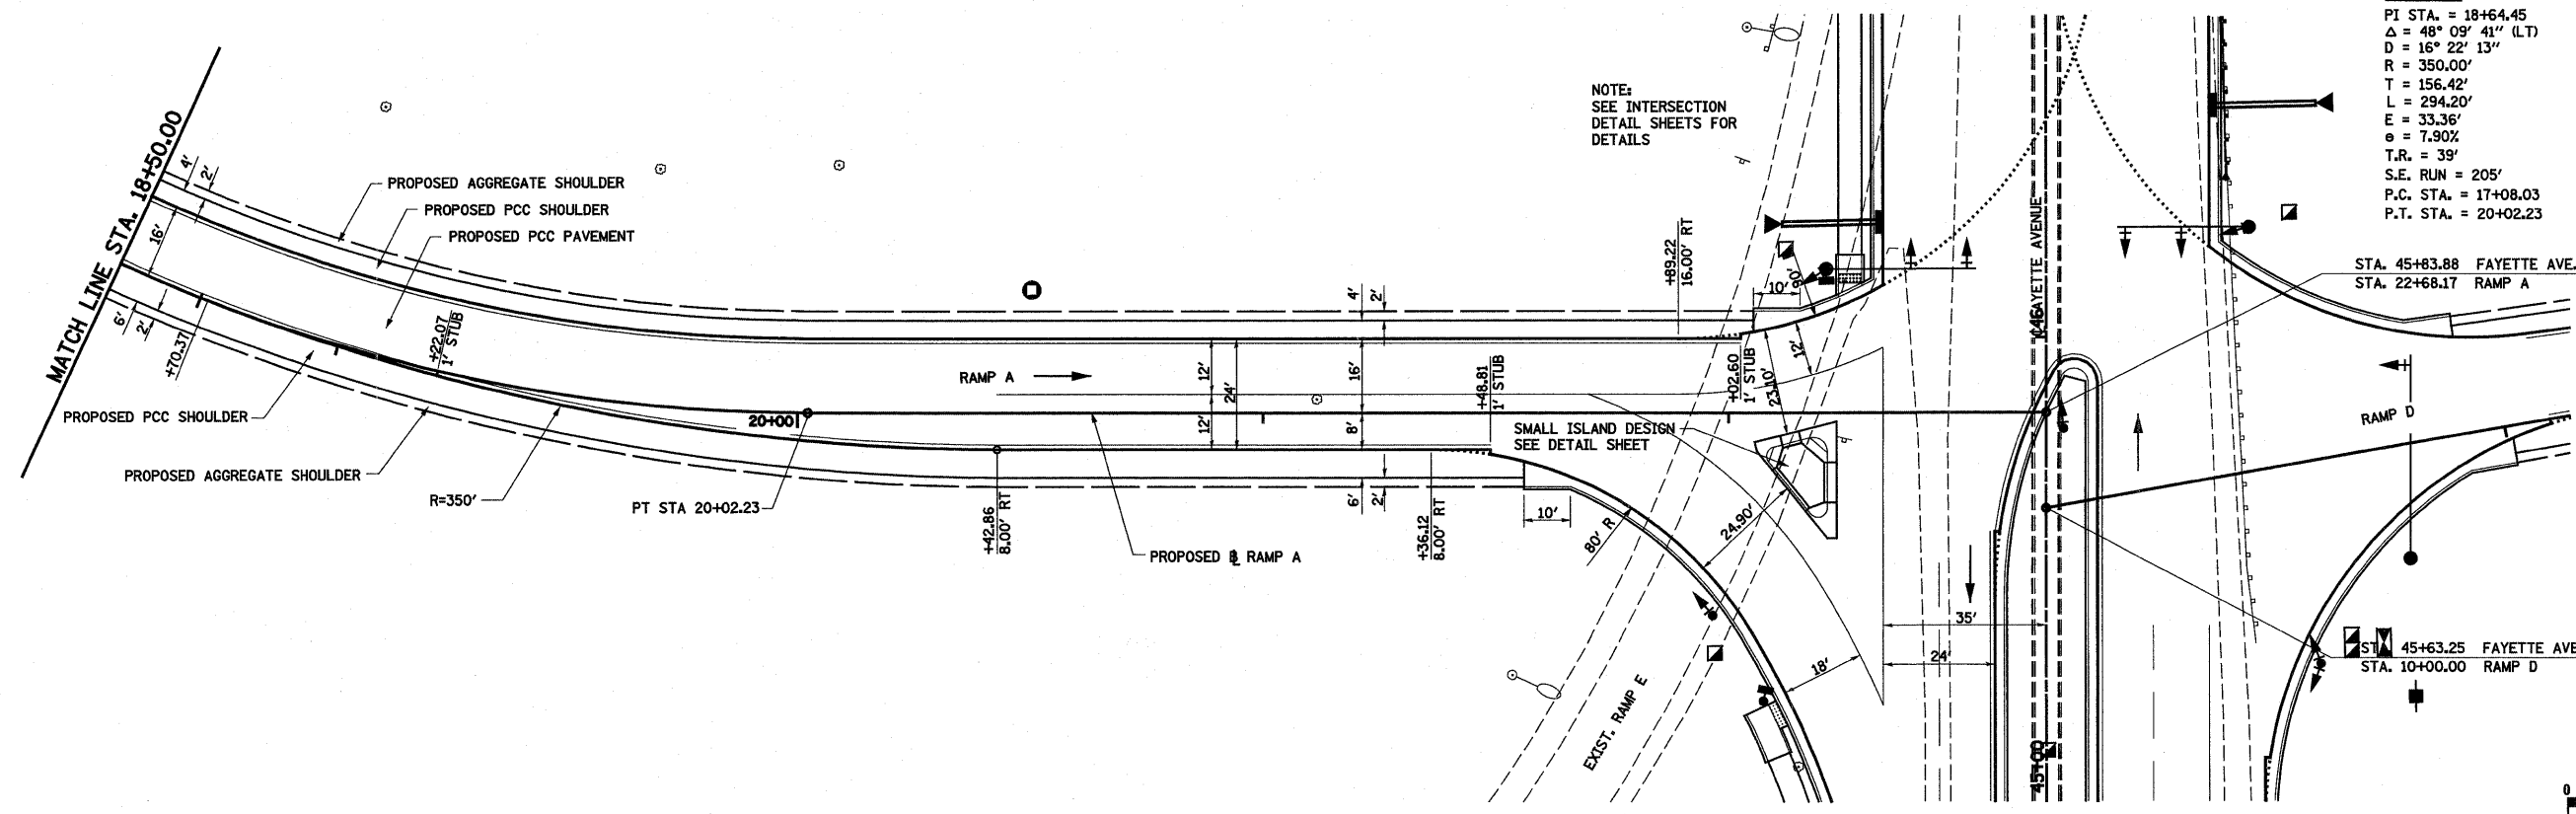 PI STA. = 18+64.45
Δ = 48° 09' 41" (LT)
D = 16° 22' 13"
R = 350.00'
T = 156.42'
L = 294.20'
E = 33.36'
e = 7.90%
T.R. = 39'
S.E. RUN = 205'
P.C. STA. = 17+08.03
P.T. STA. = 20+02.23
NOTE:
SEE INTERSECTION
DETAIL SHEETS FOR
DETAILS
MATCH LINE STA. 18+50.00
4'
2'
16'
6'
2'
+70.37
PROPOSED AGGREGATE SHOULDER
PROPOSED PCC SHOULDER
PROPOSED PCC PAVEMENT
+22.07
1' STUB
PROPOSED PCC SHOULDER
PROPOSED AGGREGATE SHOULDER
R=350'
20+00
PT STA 20+02.23
RAMP A
+42.86
8.00' RT
12'
24'
12'
4'
2'
16'
8'
6'
2'
PROPOSED ℄ RAMP A
+36.12
8.00' RT
+48.81
1' STUB
SMALL ISLAND DESIGN
SEE DETAIL SHEET
10'
80' R
24.90'
18'
+89.22
16.00' RT
10'
90'
12'
+02.60
1' STUB
23.10'
EXIST. RAMP E
35'
24'
FAYETTE AVENUE
45+00
STA. 45+83.88 FAYETTE AVE.
STA. 22+68.17 RAMP A
RAMP D
45+63.25 FAYETTE AVE
STA. 10+00.00 RAMP D
0